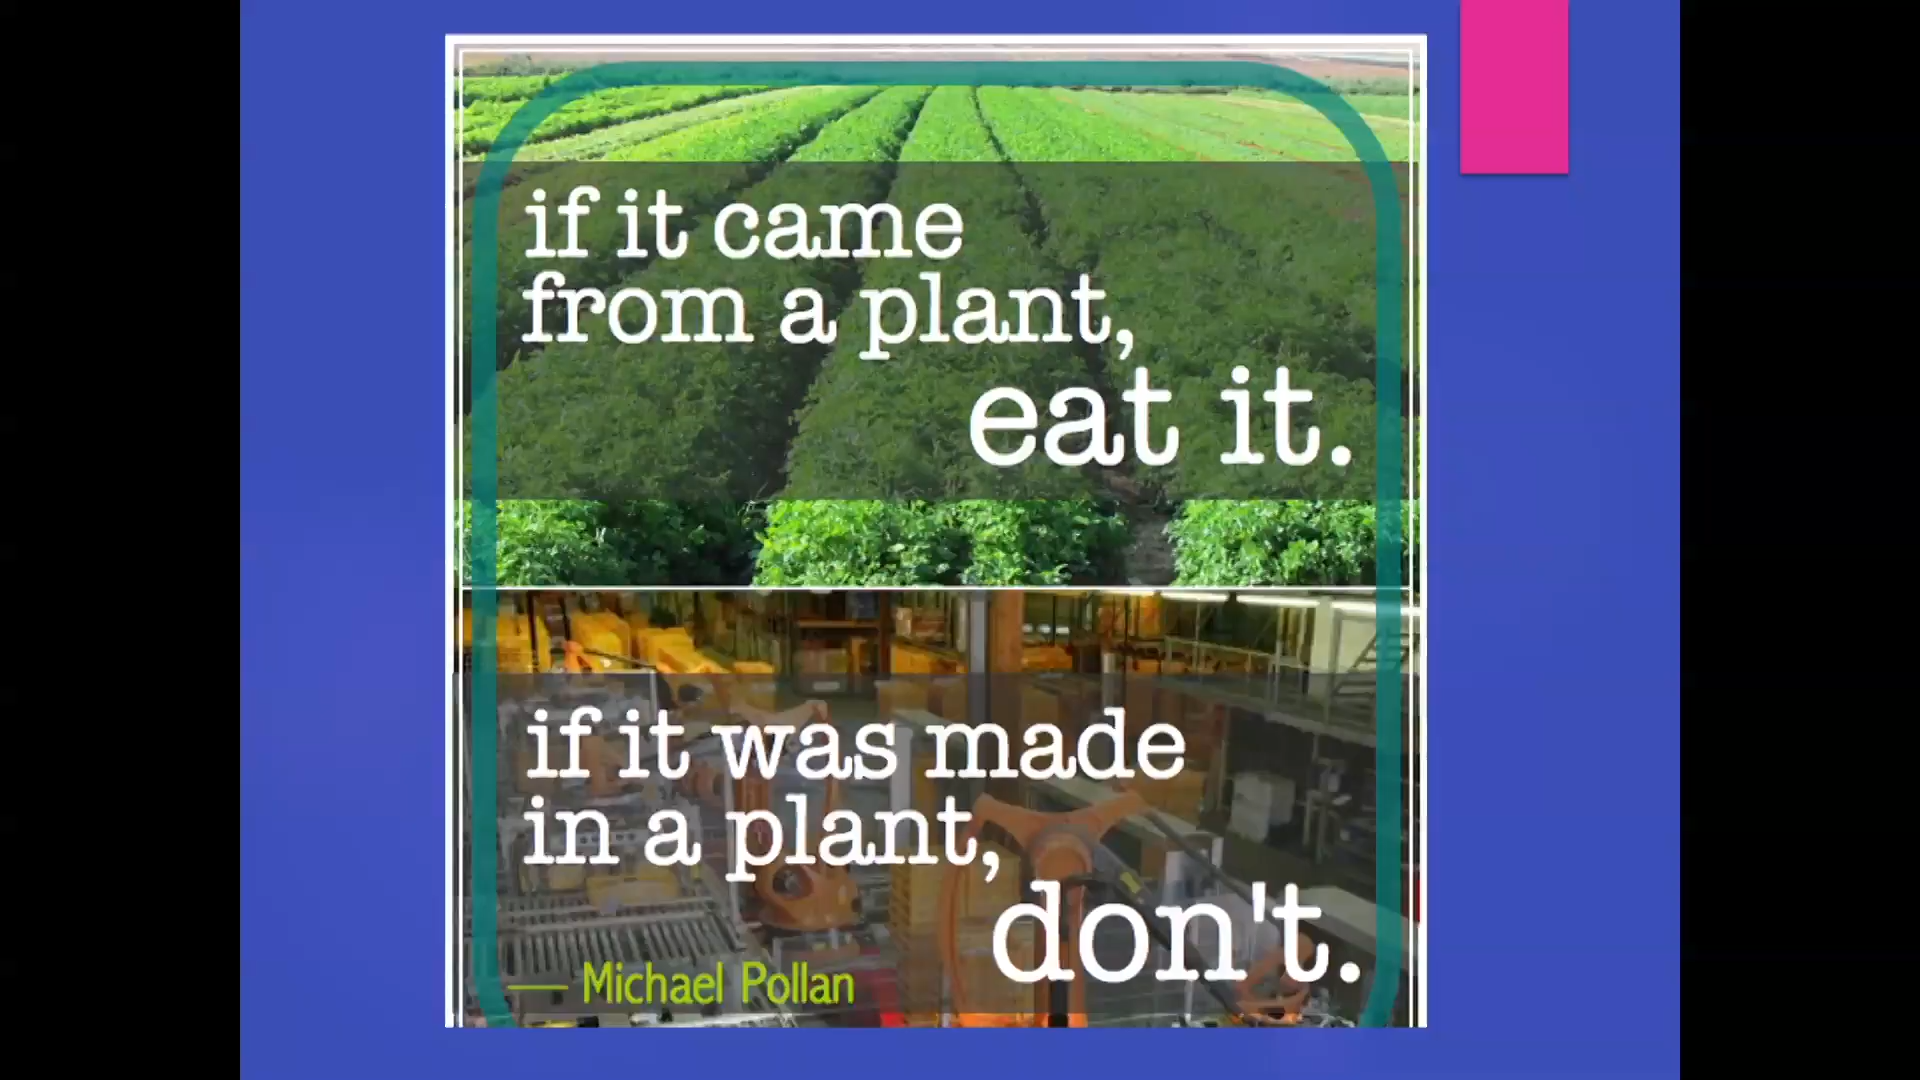 if it came
from a plant,
eat it.
if it was made
in a plant,
don't.
— Michael Pollan